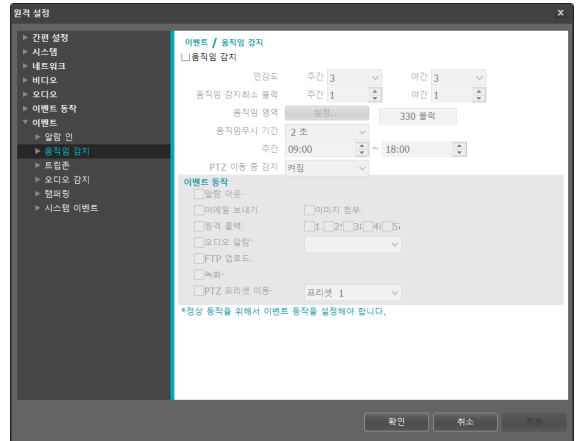 원격 설정
x
간편 설정
시스템
네트워크
비디오
오디오
이벤트 동작
이벤트
알람 인
움직임 감지
트립존
오디오 감지
탬퍼링
시스템 이벤트
이벤트 / 움직임 감지
움직임 감지
민감도 주간 3 야간 3
움직임 감지최소 블럭 주간 1 야간 1
움직임 영역 설정... 330 블럭
움직임무시 기간 2 초
주간 09:00 ~ 18:00
PTZ 이동 중 감지 켜짐
이벤트 동작
알람 아웃
이메일 보내기 이미지 첨부
원격 콜백 1 2 3 4 5
오디오 알람
FTP 업로드
녹화
PTZ 프리셋 이동 프리셋 1
*정상 동작을 위해서 이벤트 동작을 설정해야 합니다.
확인 취소 적용